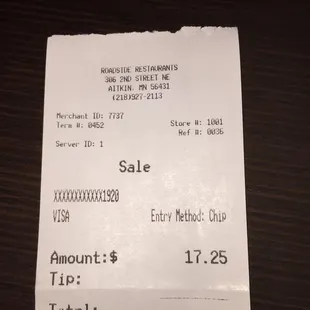 ROADSIDE RESTAURANTS
306 2ND STREET NE
AITKIN, MN 56431
(218)927-2113
Merchant ID: 7737
Term #: 0452 Store #: 1001
Ref #: 0036
Server ID: 1
Sale
XXXXXXXXXXXX1920
VISA Entry Method: Chip
Amount:$ 17.25
Tip:
Total: